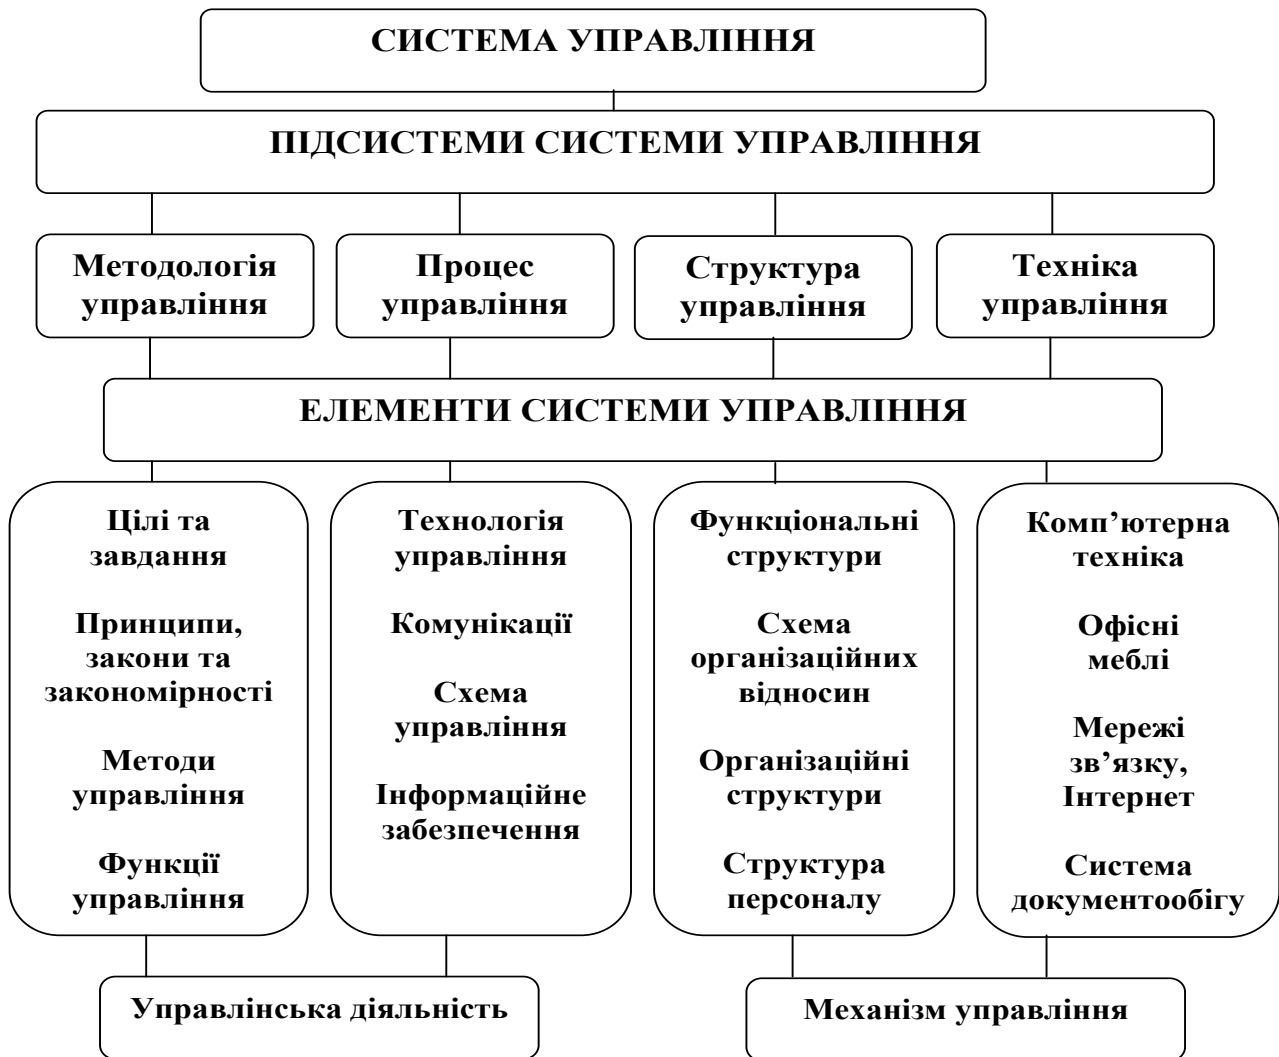 СИСТЕМА УПРАВЛІННЯ
ПІДСИСТЕМИ СИСТЕМИ УПРАВЛІННЯ
Методологія
управління
Процес
управління
Структура
управління
Техніка
управління
ЕЛЕМЕНТИ СИСТЕМИ УПРАВЛІННЯ
Цілі та
завдання
Принципи,
закони та
закономірності
Методи
управління
Функції
управління
Технологія
управління
Комунікації
Схема
управління
Інформаційне
забезпечення
Функціональні
структури
Схема
організаційних
відносин
Організаційні
структури
Структура
персоналу
Комп’ютерна
техніка
Офісні
меблі
Мережі
зв’язку,
Інтернет
Система
документообігу
Управлінська діяльність
Механізм управління